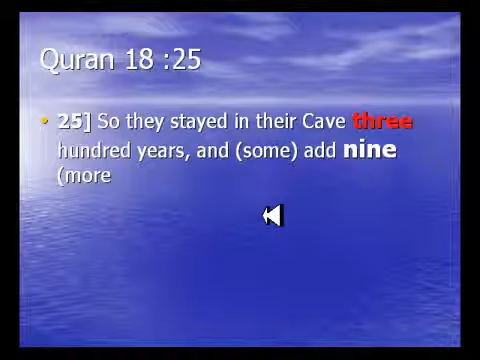 Quran 18 :25
• 25] So they stayed in their Cave three
hundred years, and (some) add nine
(more